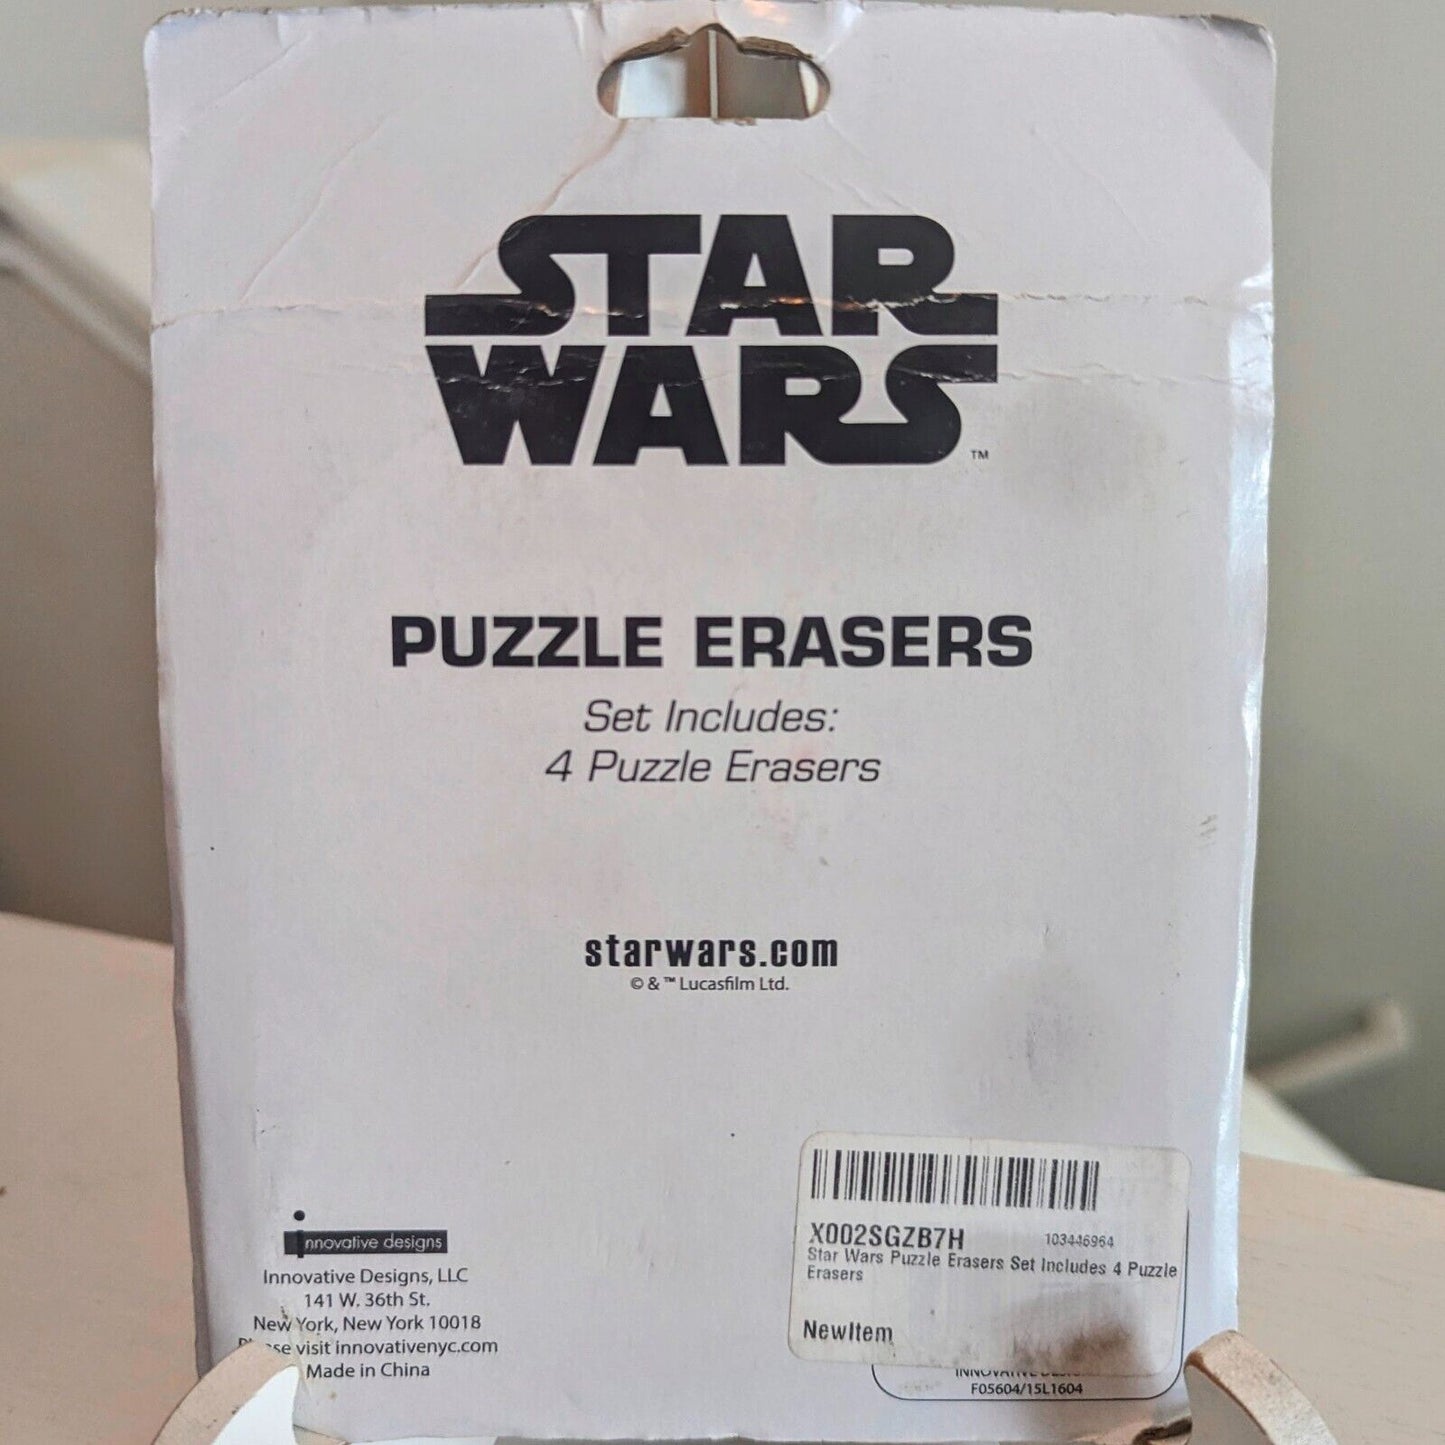 STAR
WARS
™
PUZZLE ERASERS
Set Includes:
4 Puzzle Erasers
starwars.com
© & ™ Lucasfilm Ltd.
innovative designs
Innovative Designs, LLC
141 W. 36th St.
New York, New York 10018
visit innovativenyc.com
Made in China
X002SGZB7H 103446964
Star Wars Puzzle Erasers Set Includes 4 Puzzle
Erasers
NewItem
F05604/15L1604